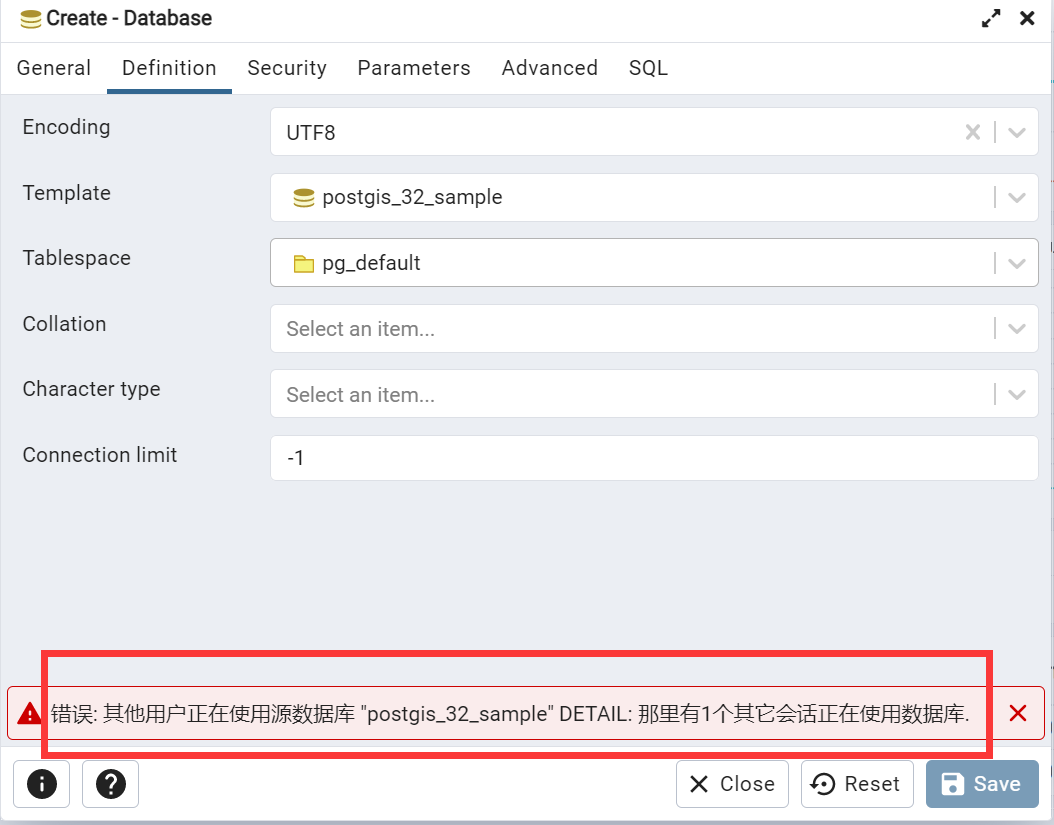 Create - Database
General Definition Security Parameters Advanced SQL
Encoding UTF8
Template postgis_32_sample
Tablespace pg_default
Collation Select an item...
Character type Select an item...
Connection limit -1
错误: 其他用户正在使用源数据库 "postgis_32_sample" DETAIL: 那里有1个其它会话正在使用数据库.
Close Reset Save